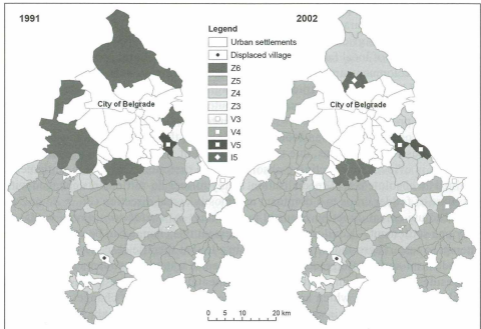 1991
2002
Legend
Urban settlements
Displaced village
Z6
Z5
Z4
Z3
V3
V4
V5
I5
City of Belgrade
City of Belgrade
0 5 10 20 km